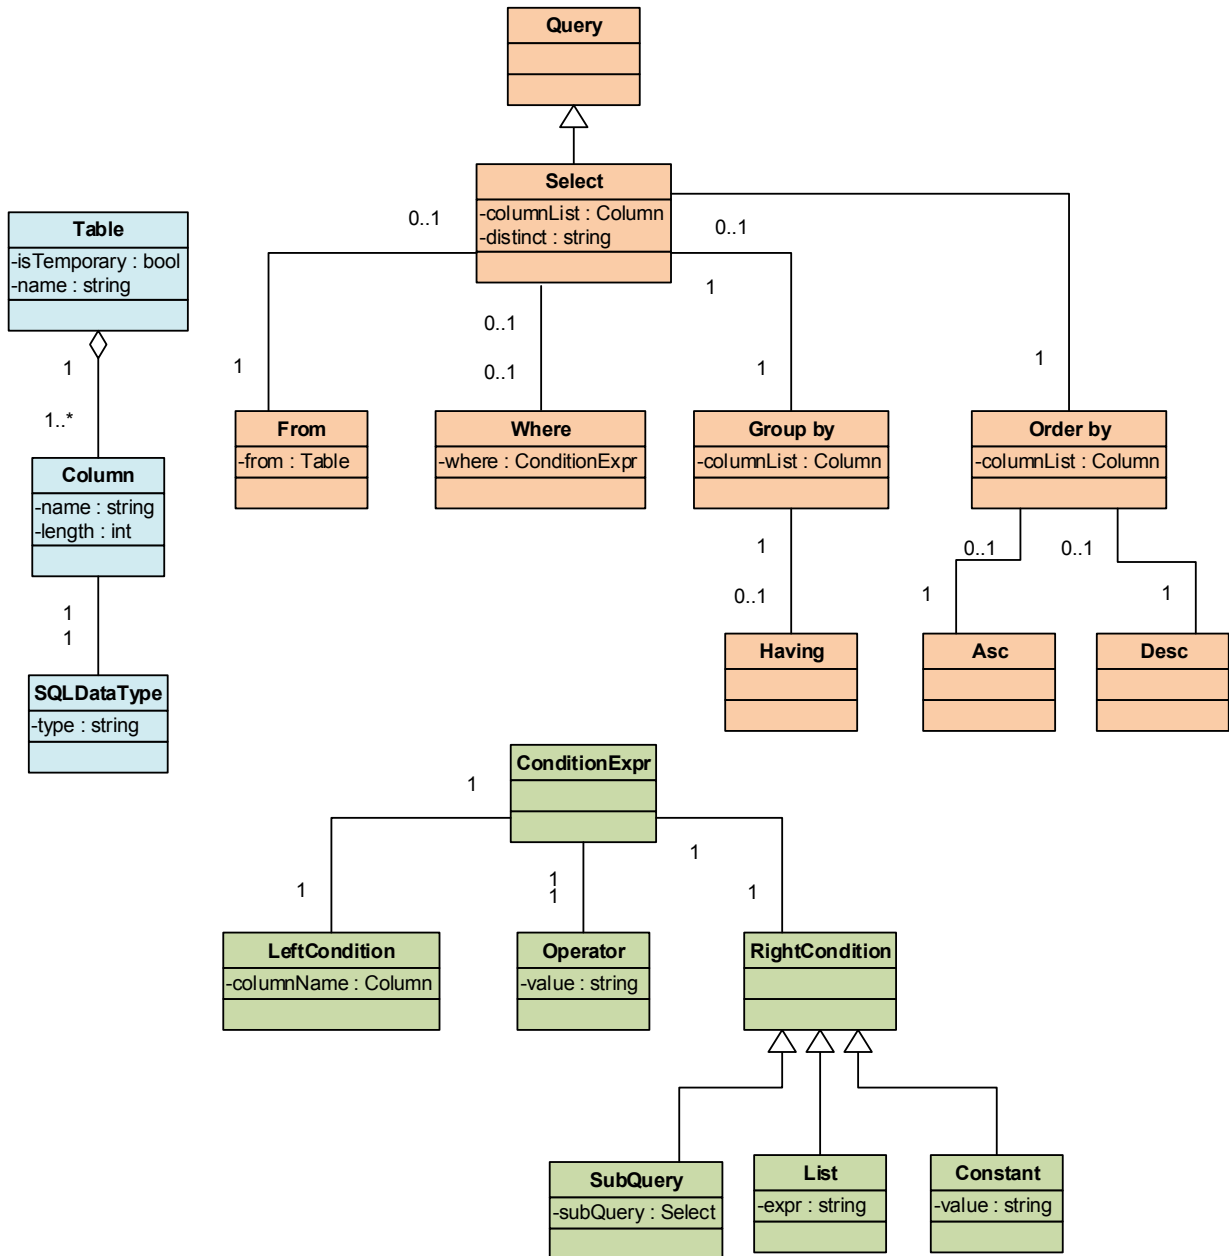 Query
Select
-columnList : Column
-distinct : string
0..1
0..1
Table
-isTemporary : bool
-name : string
1
1..*
0..1
0..1
1
1
1
1
From
-from : Table
Where
-where : ConditionExpr
Group by
-columnList : Column
Order by
-columnList : Column
Column
-name : string
-length : int
1
0..1
0..1
0..1
1
1
1
1
Having
Asc
Desc
SQLDataType
-type : string
ConditionExpr
1
1
1
1
1
1
LeftCondition
-columnName : Column
Operator
-value : string
RightCondition
SubQuery
-subQuery : Select
List
-expr : string
Constant
-value : string